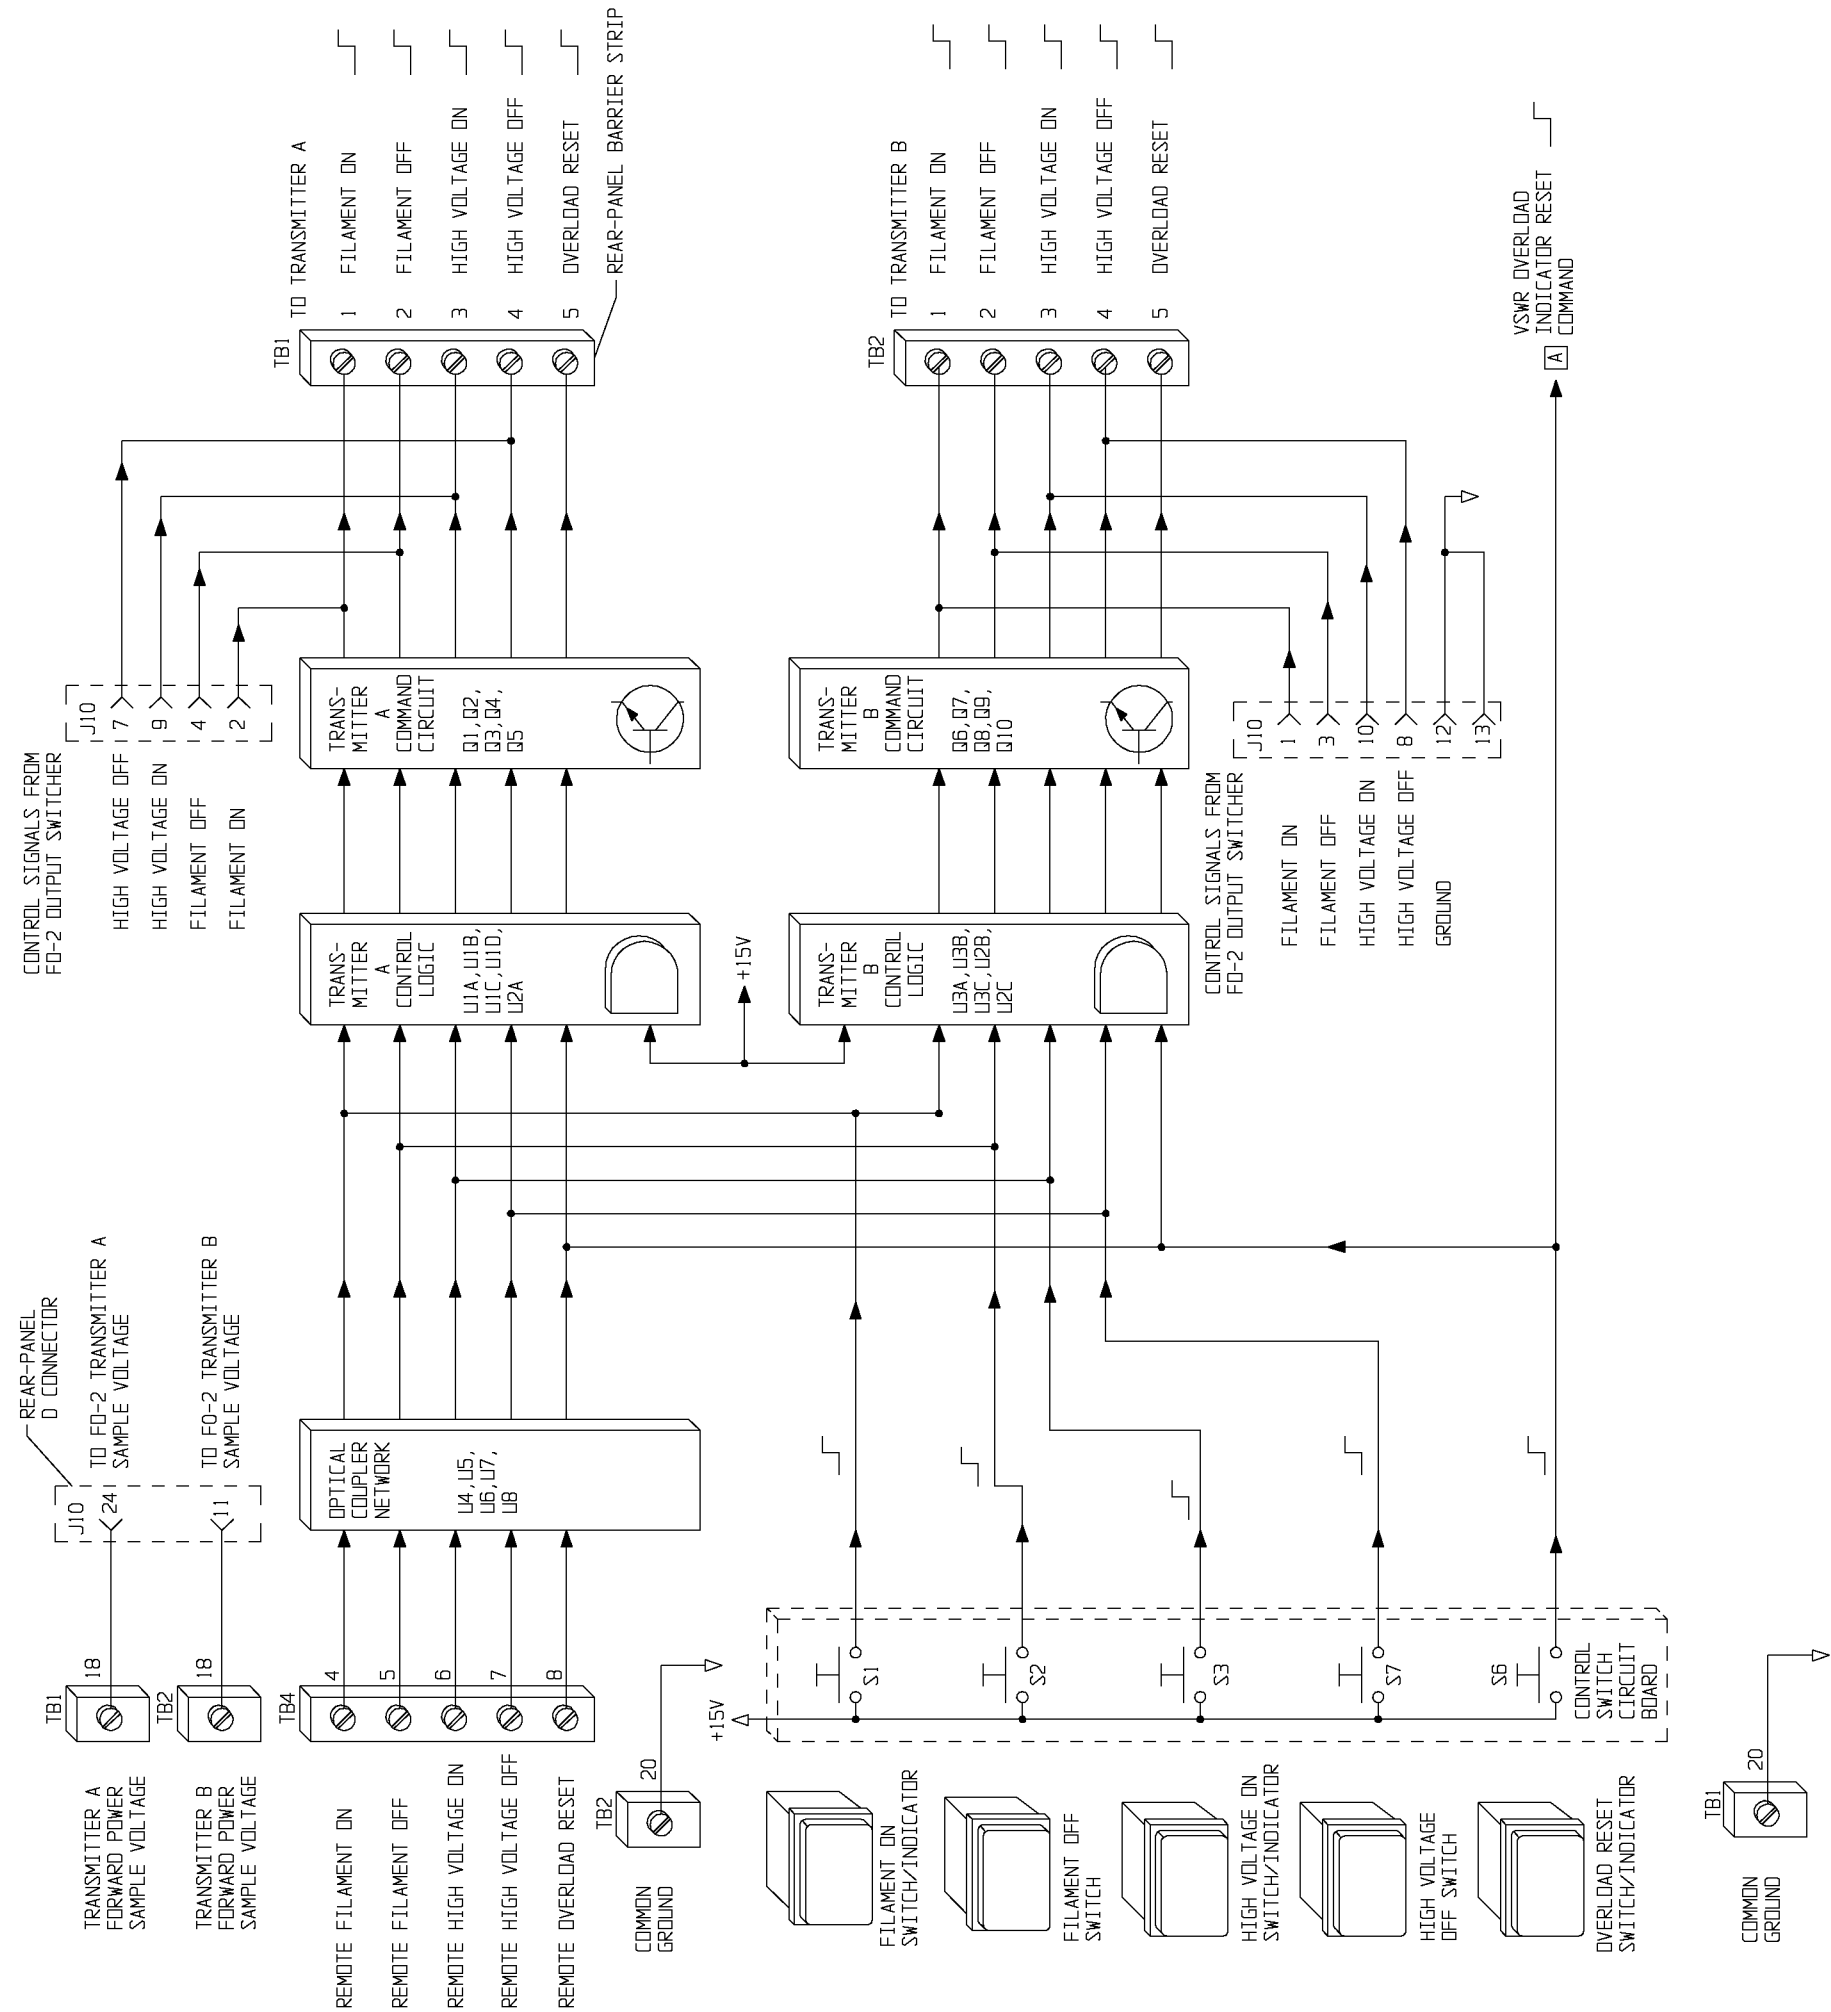 REAR-PANEL
D CONNECTOR
TRANSMITTER A
FORWARD POWER
SAMPLE VOLTAGE
TB1
18
J10
24
TO FO-2 TRANSMITTER A
SAMPLE VOLTAGE
TRANSMITTER B
FORWARD POWER
SAMPLE VOLTAGE
TB2
18
11
TO FO-2 TRANSMITTER B
SAMPLE VOLTAGE
CONTROL SIGNALS FROM
FO-2 OUTPUT SWITCHER
J10
HIGH VOLTAGE OFF
7
HIGH VOLTAGE ON
9
FILAMENT OFF
4
FILAMENT ON
2
TB4
REMOTE FILAMENT ON
4
REMOTE FILAMENT OFF
5
REMOTE HIGH VOLTAGE ON
6
REMOTE HIGH VOLTAGE OFF
7
REMOTE OVERLOAD RESET
8
OPTICAL
COUPLER
NETWORK
U4,U5,
U6,U7,
U8
TRANS-
MITTER
A
CONTROL
LOGIC
U1A,U1B,
U1C,U1D,
U2A
TRANS-
MITTER
A
COMMAND
CIRCUIT
Q1,Q2,
Q3,Q4,
Q5
TB1
TO TRANSMITTER A
1
FILAMENT ON
2
FILAMENT OFF
3
HIGH VOLTAGE ON
4
HIGH VOLTAGE OFF
5
OVERLOAD RESET
REAR-PANEL BARRIER STRIP
COMMON
GROUND
TB2
20
+15V
+15V
TRANS-
MITTER
B
CONTROL
LOGIC
U3A,U3B,
U3C,U2B,
U2C
TRANS-
MITTER
B
COMMAND
CIRCUIT
Q6,Q7,
Q8,Q9,
Q10
TB2
TO TRANSMITTER B
1
FILAMENT ON
2
FILAMENT OFF
3
HIGH VOLTAGE ON
4
HIGH VOLTAGE OFF
5
OVERLOAD RESET
FILAMENT ON
SWITCH/INDICATOR
S1
FILAMENT OFF
SWITCH
S2
HIGH VOLTAGE ON
SWITCH/INDICATOR
S3
HIGH VOLTAGE
OFF SWITCH
S7
OVERLOAD RESET
SWITCH/INDICATOR
S6
CONTROL
SWITCH
CIRCUIT
BOARD
CONTROL SIGNALS FROM
FO-2 OUTPUT SWITCHER
J10
FILAMENT ON
1
FILAMENT OFF
3
HIGH VOLTAGE ON
10
HIGH VOLTAGE OFF
8
GROUND
12
13
A
VSWR OVERLOAD
INDICATOR RESET
COMMAND
COMMON
GROUND
TB1
20